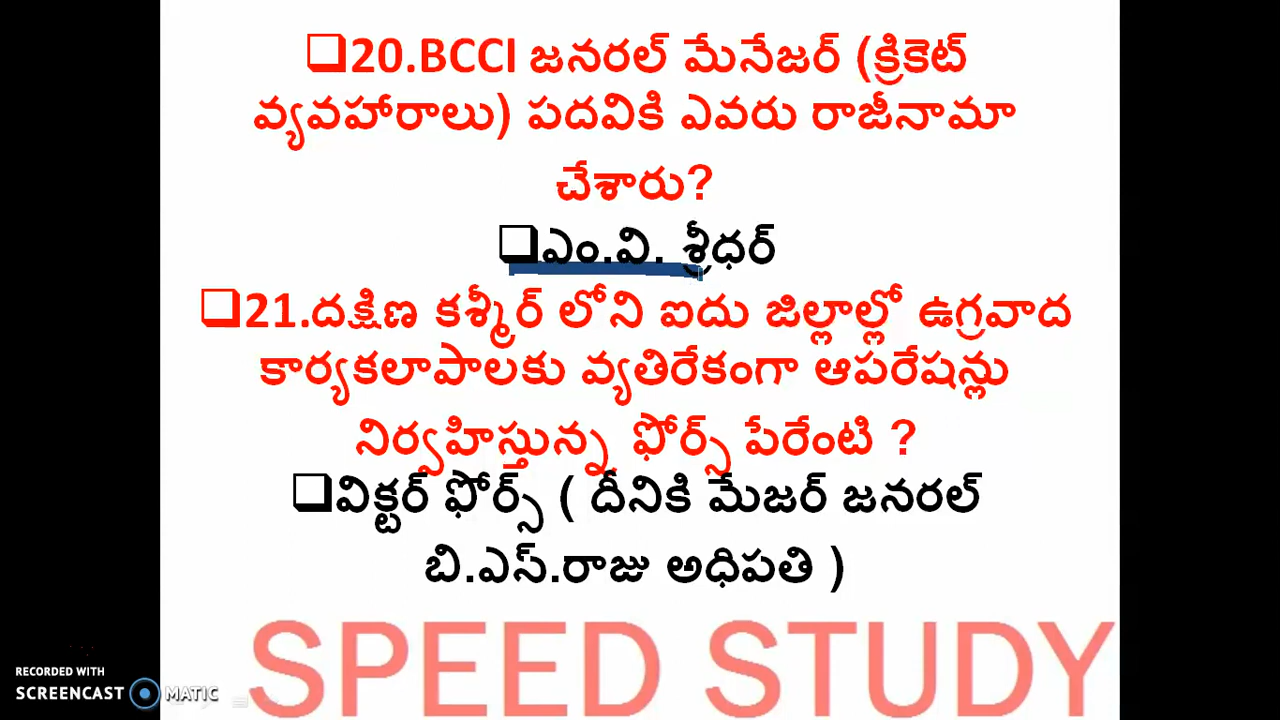 ❑20.BCCI జనరల్ మేనేజర్ (క్రికెట్
వ్యవహారాలు) పదవికి ఎవరు రాజీనామా
చేశారు?
❑ఎం.వి. శ్రీధర్
❑21.దక్షిణ కశ్మీర్ లోని ఐదు జిల్లాల్లో ఉగ్రవాద
కార్యకలాపాలకు వ్యతిరేకంగా ఆపరేషన్లు
నిర్వహిస్తున్న ఫోర్స్ పేరేంటి ?
❑విక్టర్ ఫోర్స్ ( దీనికి మేజర్ జనరల్
బి.ఎస్.రాజు అధిపతి )
SPEED STUDY
RECORDED WITH
SCREENCAST MATIC